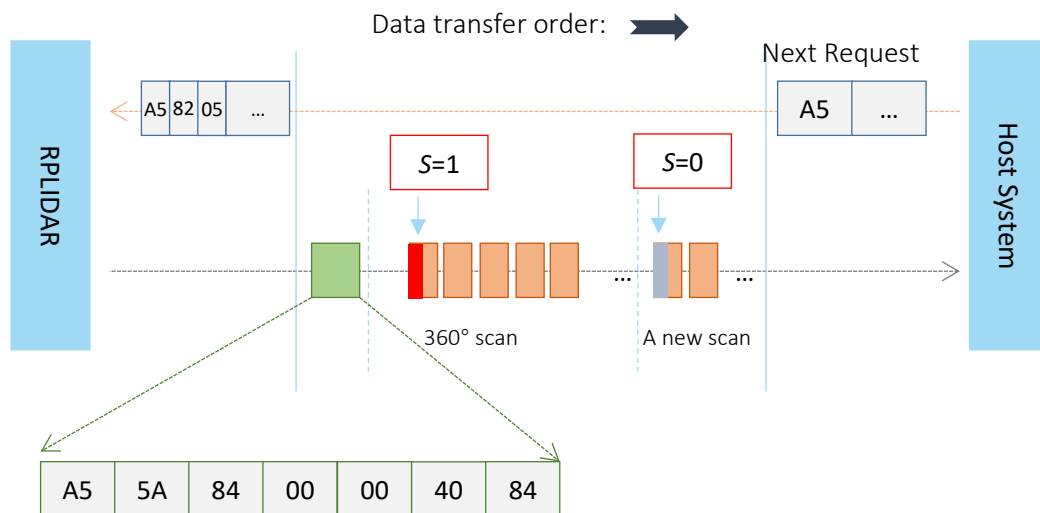 Data transfer order:
Next Request
A5 82 05 ...
A5 ...
RPLIDAR
Host System
S=1
S=0
... ...
360° scan
A new scan
A5 5A 84 00 00 40 84